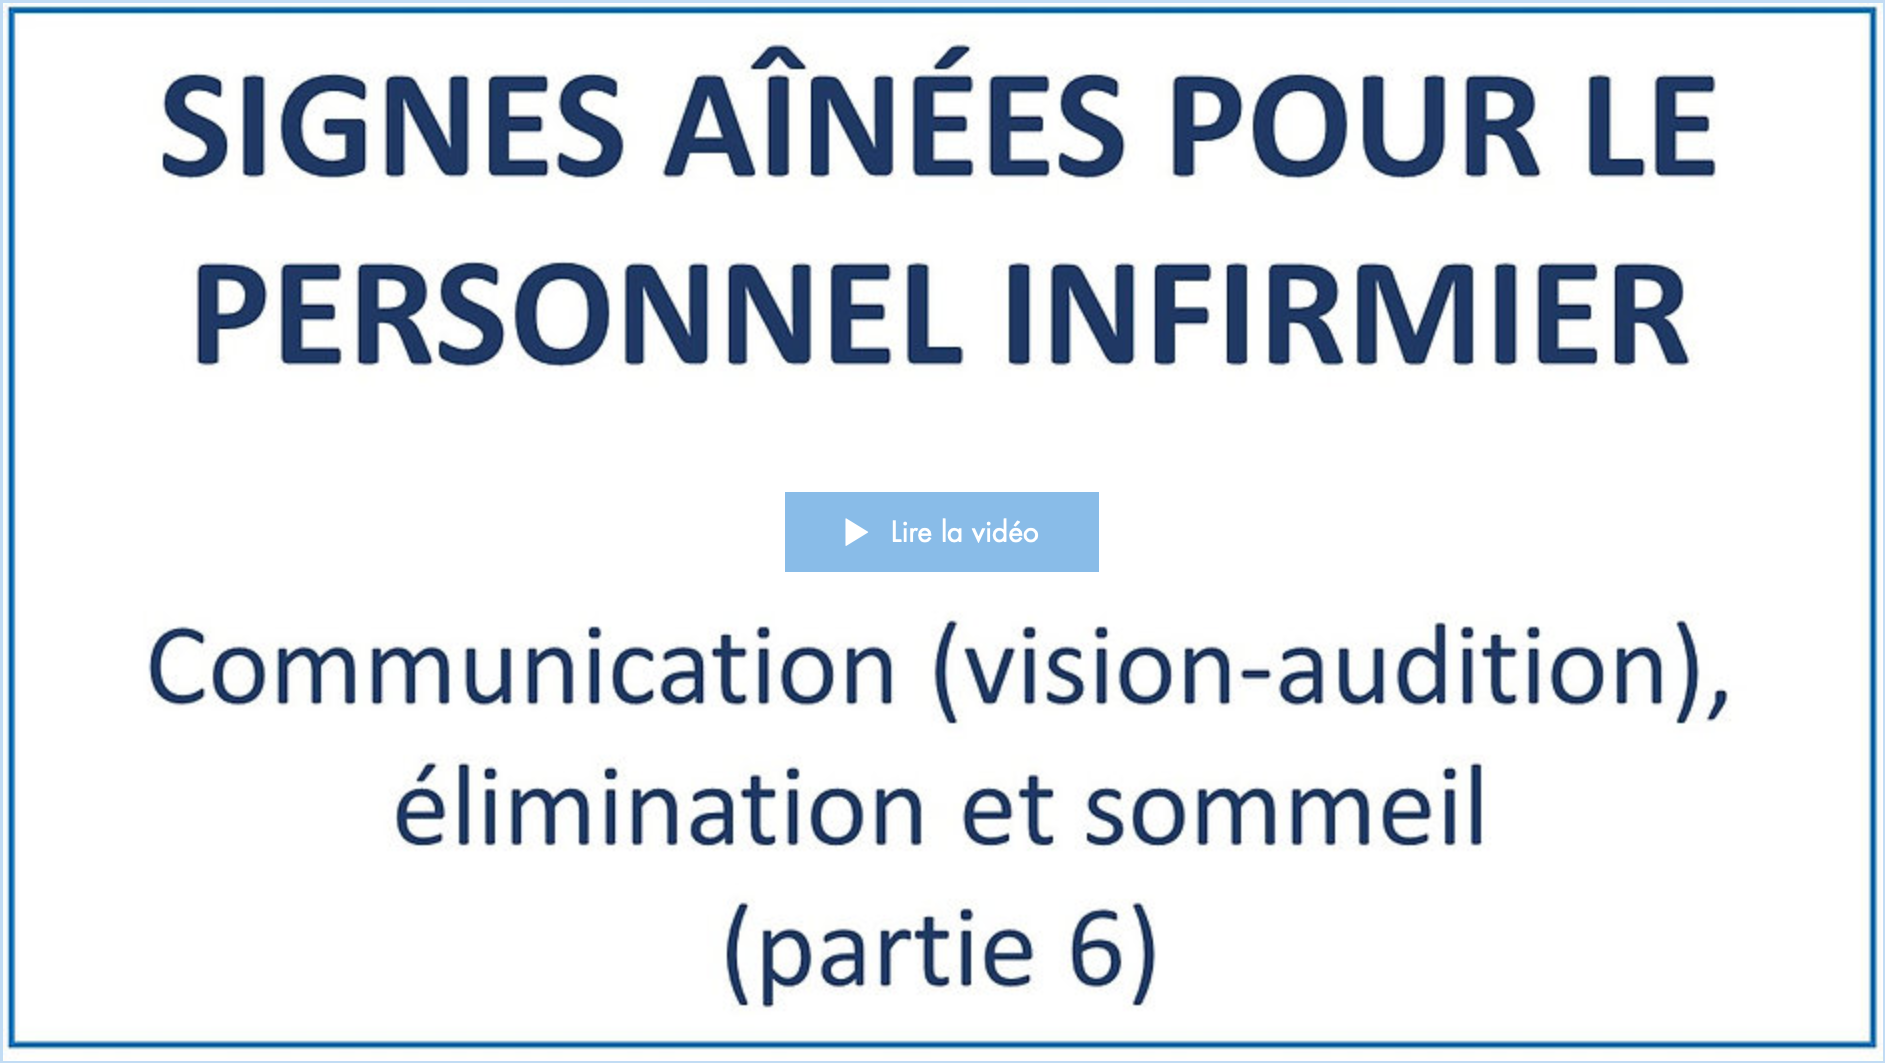 SIGNES AÎNÉES POUR LE
PERSONNEL INFIRMIER
Lire la vidéo
Communication (vision-audition),
élimination et sommeil
(partie 6)